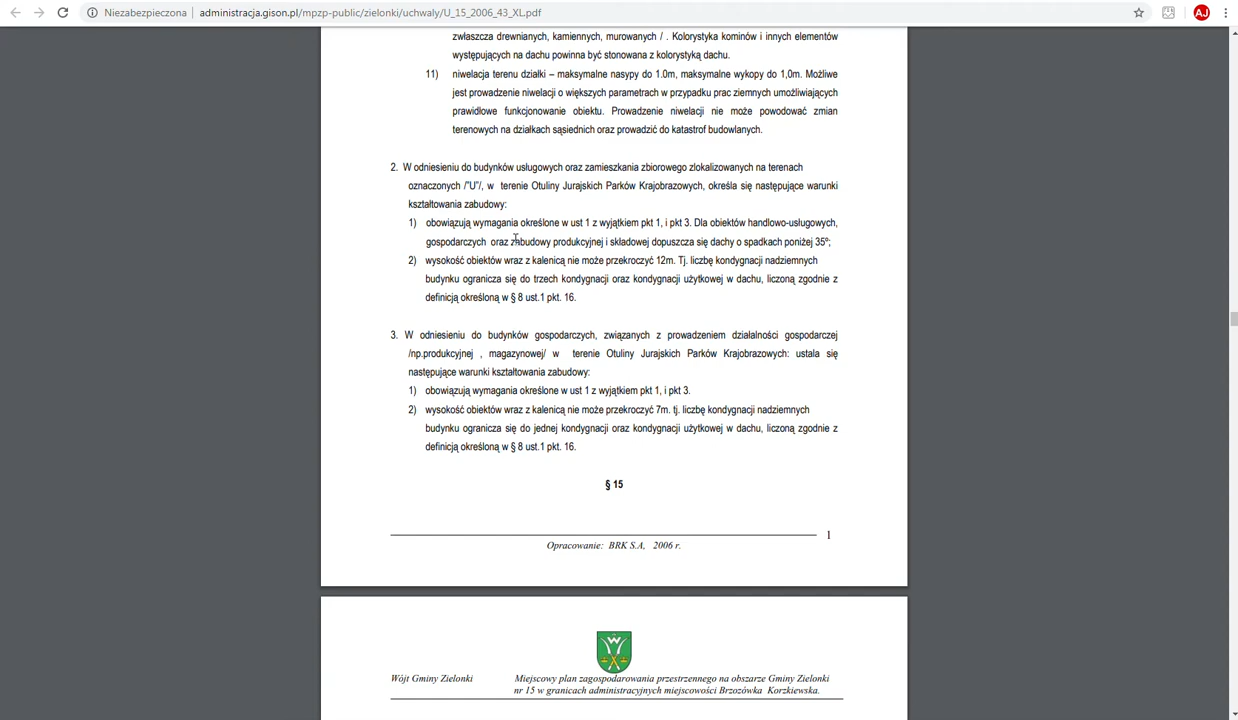 Niezabezpieczona
administracja.gison.pl/mpzp-public/zielonki/uchwaly/U_15_2006_43_XL.pdf
AJ
zwłaszcza drewnianych, kamiennych, murowanych / . Kolorystyka kominów i innych elementów
występujących na dachu powinna być stonowana z kolorystyką dachu.
11) niwelacja terenu działki – maksymalne nasypy do 1.0m, maksymalne wykopy do 1,0m. Możliwe
jest prowadzenie niwelacji o większych parametrach w przypadku prac ziemnych umożliwiających
prawidłowe funkcjonowanie obiektu. Prowadzenie niwelacji nie może powodować zmian
terenowych na działkach sąsiednich oraz prowadzić do katastrof budowlanych.
2. W odniesieniu do budynków usługowych oraz zamieszkania zbiorowego zlokalizowanych na terenach
oznaczonych /”U”/, w terenie Otuliny Jurajskich Parków Krajobrazowych, określa się następujące warunki
kształtowania zabudowy:
1) obowiązują wymagania określone w ust 1 z wyjątkiem pkt 1, i pkt 3. Dla obiektów handlowo-usługowych,
gospodarczych oraz zabudowy produkcyjnej i składowej dopuszcza się dachy o spadkach poniżej 35º;
2) wysokość obiektów wraz z kalenicą nie może przekroczyć 12m. Tj. liczbę kondygnacji nadziemnych
budynku ogranicza się do trzech kondygnacji oraz kondygnacji użytkowej w dachu, liczoną zgodnie z
definicją określoną w § 8 ust.1 pkt. 16.
3. W odniesieniu do budynków gospodarczych, związanych z prowadzeniem działalności gospodarczej
/np.produkcyjnej , magazynowej/ w terenie Otuliny Jurajskich Parków Krajobrazowych: ustala się
następujące warunki kształtowania zabudowy:
1) obowiązują wymagania określone w ust 1 z wyjątkiem pkt 1, i pkt 3.
2) wysokość obiektów wraz z kalenicą nie może przekroczyć 7m. tj. liczbę kondygnacji nadziemnych
budynku ogranicza się do jednej kondygnacji oraz kondygnacji użytkowej w dachu, liczoną zgodnie z
definicją określoną w § 8 ust.1 pkt. 16.
§ 15
1
Opracowanie: BRK S.A, 2006 r.
Wójt Gminy Zielonki
Miejscowy plan zagospodarowania przestrzennego na obszarze Gminy Zielonki
nr 15 w granicach administracyjnych miejscowości Brzozówka Korzkiewska.